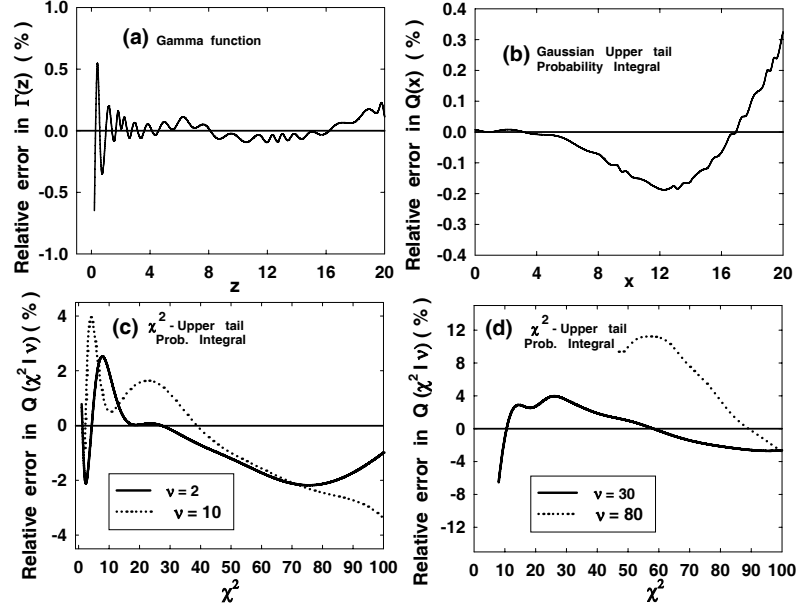 (a) Gamma function
Relative error in Γ(z) (%)
1.0
0.5
0.0
-0.5
-1.0
0 4 8 12 16 20
z
(b) Gaussian Upper tail
Probability Integral
Relative error in Q(x) (%)
0.4
0.3
0.2
0.1
0.0
-0.1
-0.2
-0.3
-0.4
0 4 8 12 16 20
x
(c) χ² - Upper tail
Prob. Integral
Relative error in Q (χ² | ν) (%)
4
2
0
-2
-4
ν = 2
ν = 10
0 10 20 30 40 50 60 70 80 90 100
χ²
(d) χ² - Upper tail
Prob. Integral
Relative error in Q (χ² | ν) (%)
12
8
4
0
-4
-8
-12
ν = 30
ν = 80
0 10 20 30 40 50 60 70 80 90 100
χ²